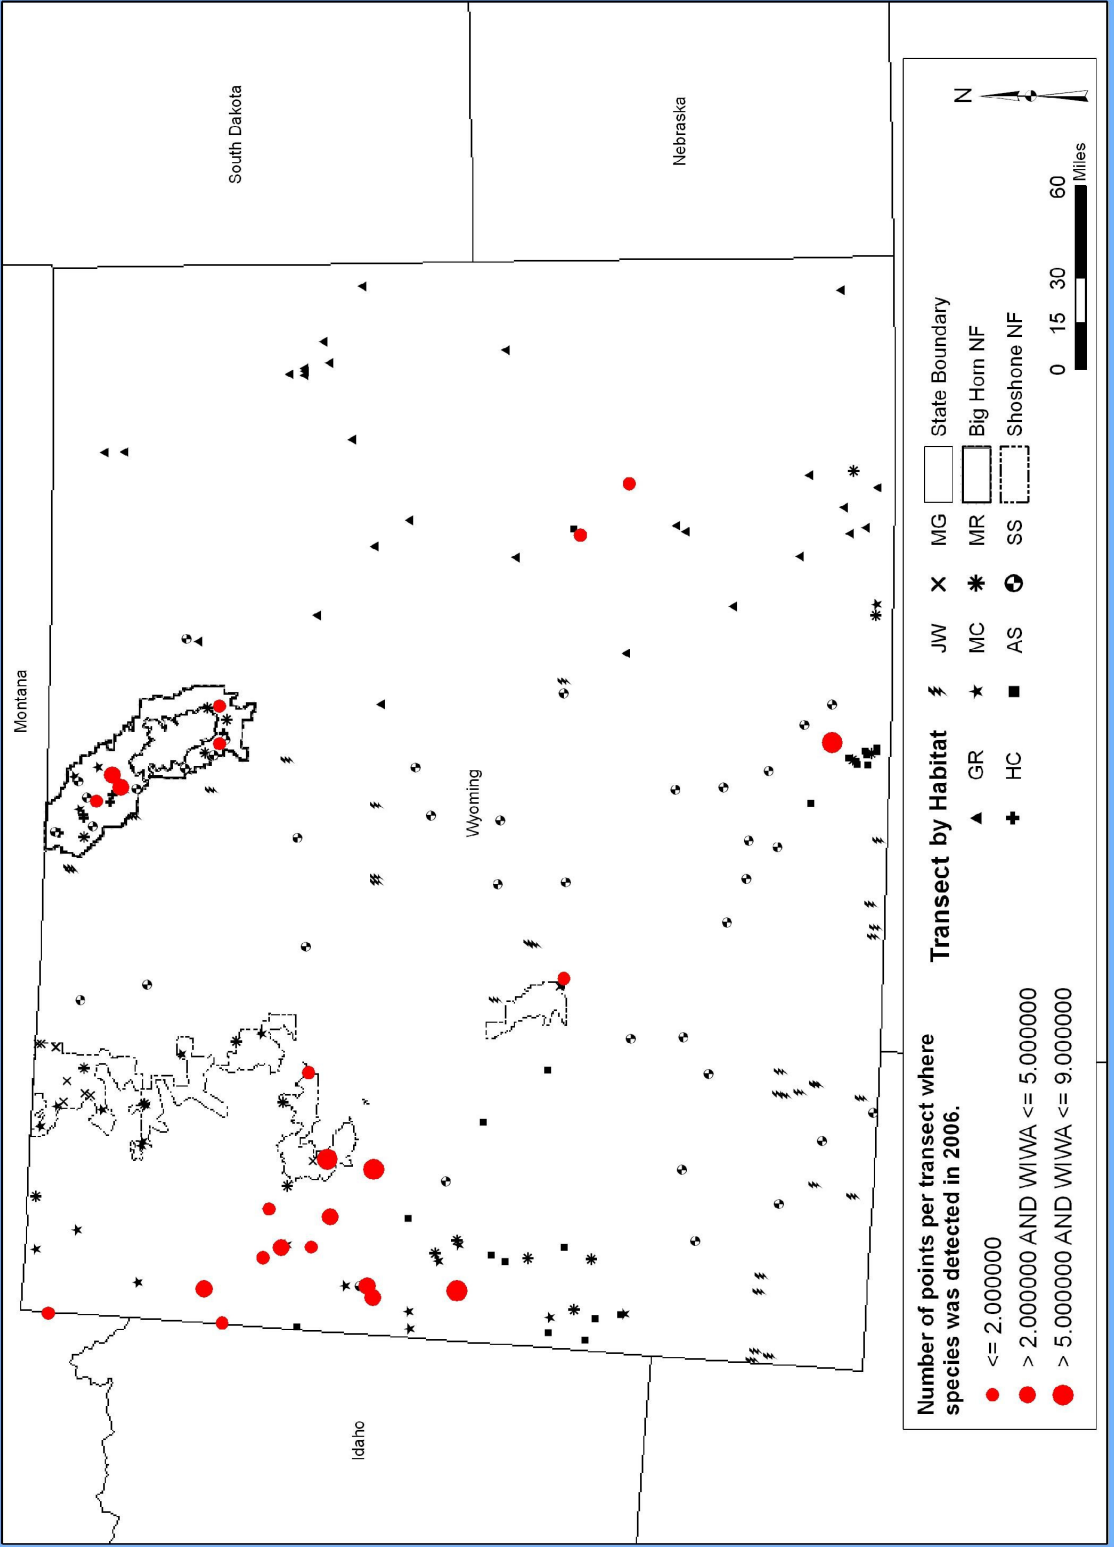 Montana
South Dakota
Wyoming
Nebraska
Idaho
Number of points per transect where
species was detected in 2006.
<= 2.000000
> 2.000000 AND WIWA <= 5.000000
> 5.000000 AND WIWA <= 9.000000
Transect by Habitat
JW MG State Boundary
GR MC MR Big Horn NF
HC AS SS Shoshone NF
N
0 15 30 60
Miles